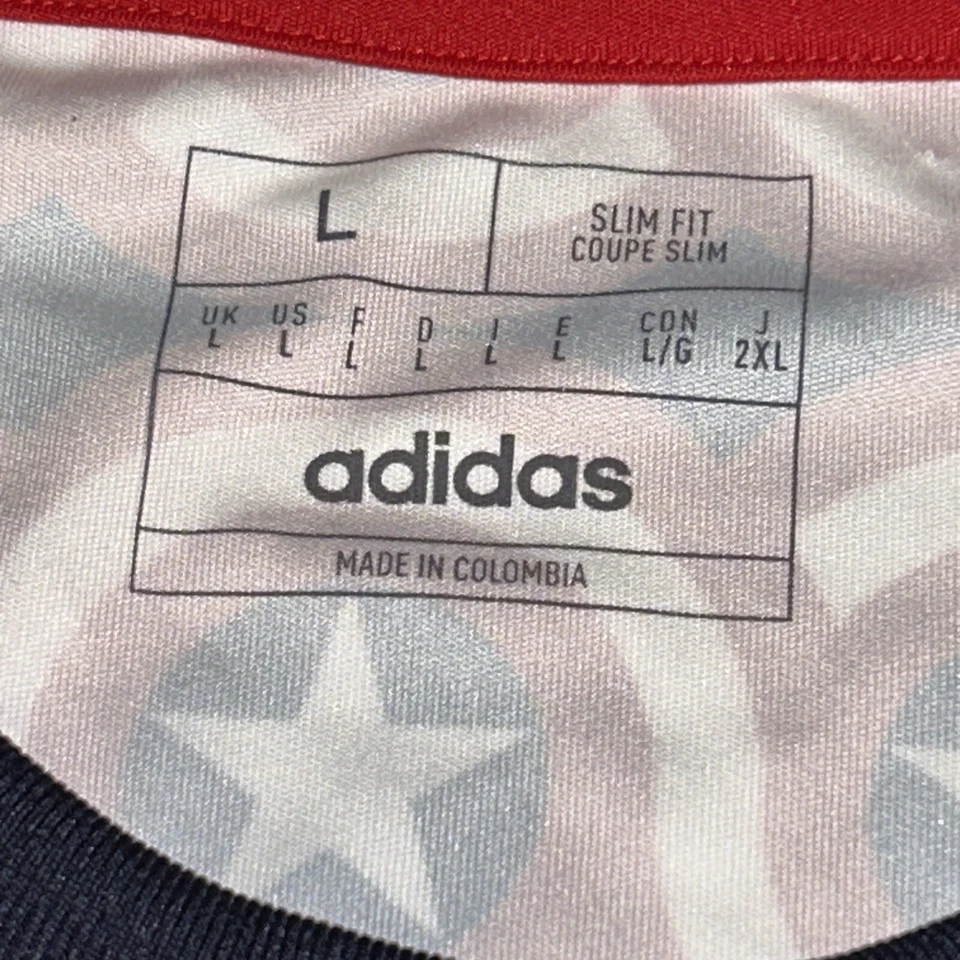 L
SLIM FIT
COUPE SLIM
UK US F D I E CON J
L L L L L L L/G 2XL
adidas
MADE IN COLOMBIA